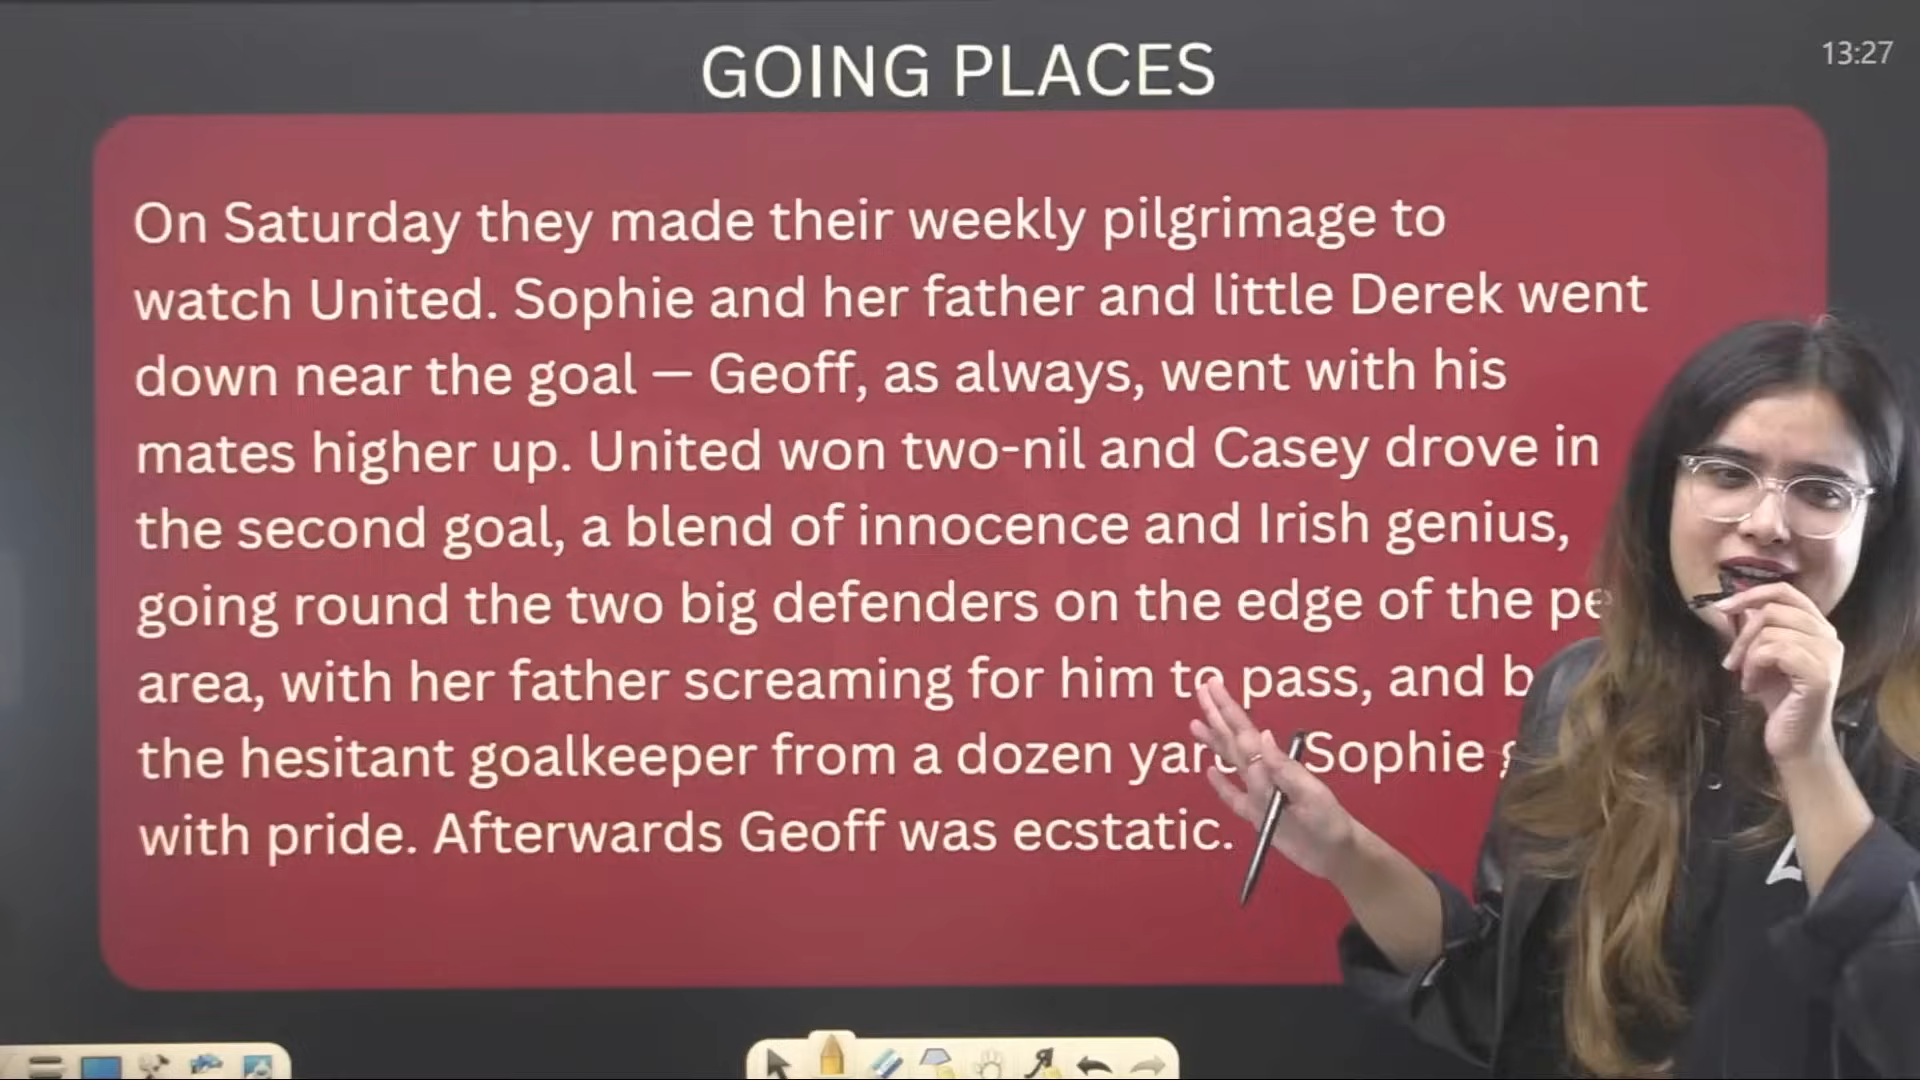 GOING PLACES
13:27
On Saturday they made their weekly pilgrimage to
watch United. Sophie and her father and little Derek went
down near the goal — Geoff, as always, went with his
mates higher up. United won two-nil and Casey drove in
the second goal, a blend of innocence and Irish genius,
going round the two big defenders on the edge of the
area, with her father screaming for him to pass, and
the hesitant goalkeeper from a dozen Sophie
with pride. Afterwards Geoff was ecstatic.